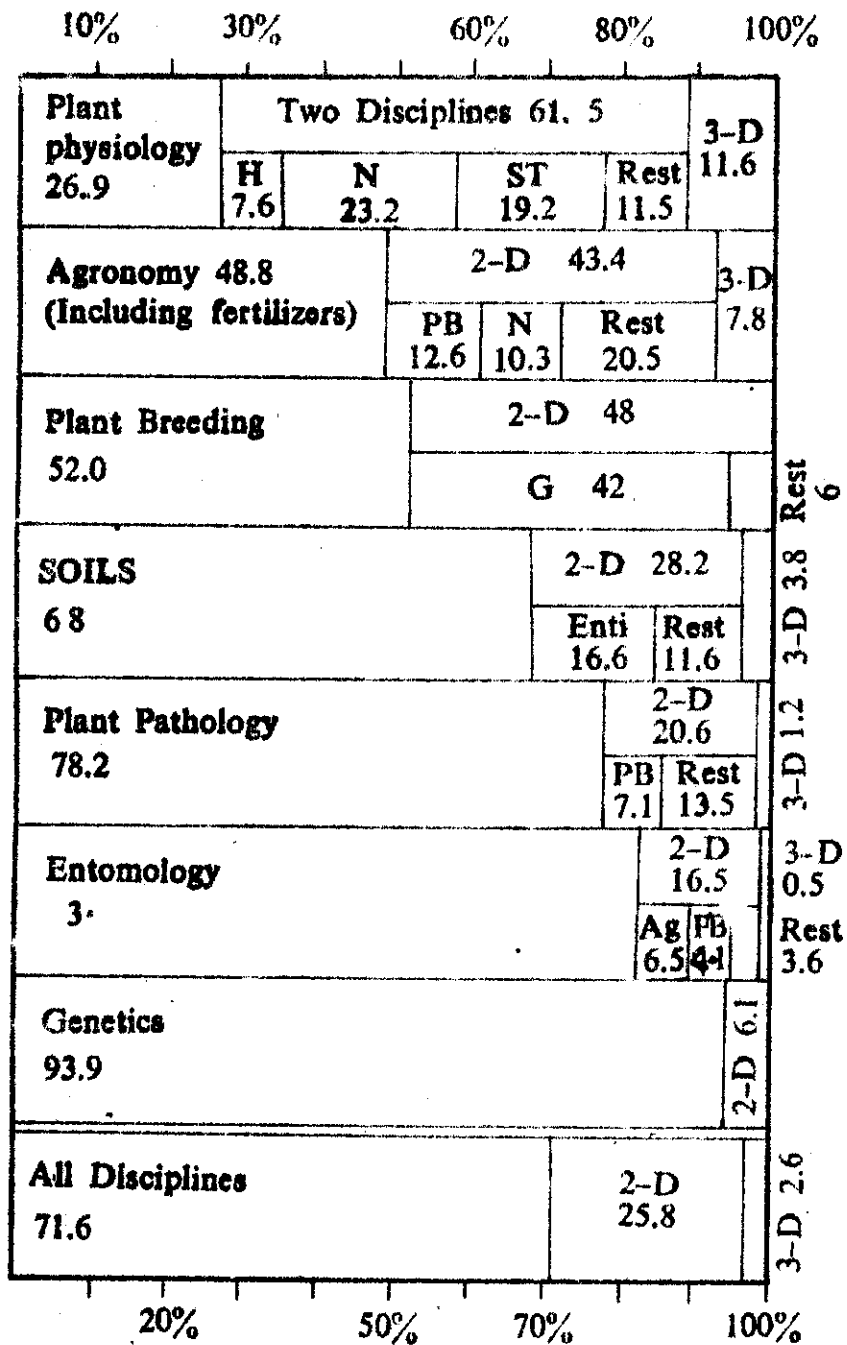 10% 30% 60% 80% 100%
Plant physiology 26.9
Two Disciplines 61. 5
3-D 11.6
H 7.6
N 23.2
ST 19.2
Rest 11.5
Agronomy 48.8
(Including fertilizers)
2-D 43.4
3-D 7.8
PB 12.6
N 10.3
Rest 20.5
Plant Breeding
52.0
2-D 48
G 42
Rest 6
SOILS
68
2-D 28.2
Enti 16.6
Rest 11.6
3-D 3.8
Plant Pathology
78.2
2-D 20.6
PB 7.1
Rest 13.5
3-D 1.2
Entomology
3.
2-D 16.5
3-D 0.5
Ag 6.5
PB
Rest 3.6
Genetics
93.9
2-D 6.1
All Disciplines
71.6
2-D 25.8
3-D 2.6
20% 50% 70% 100%